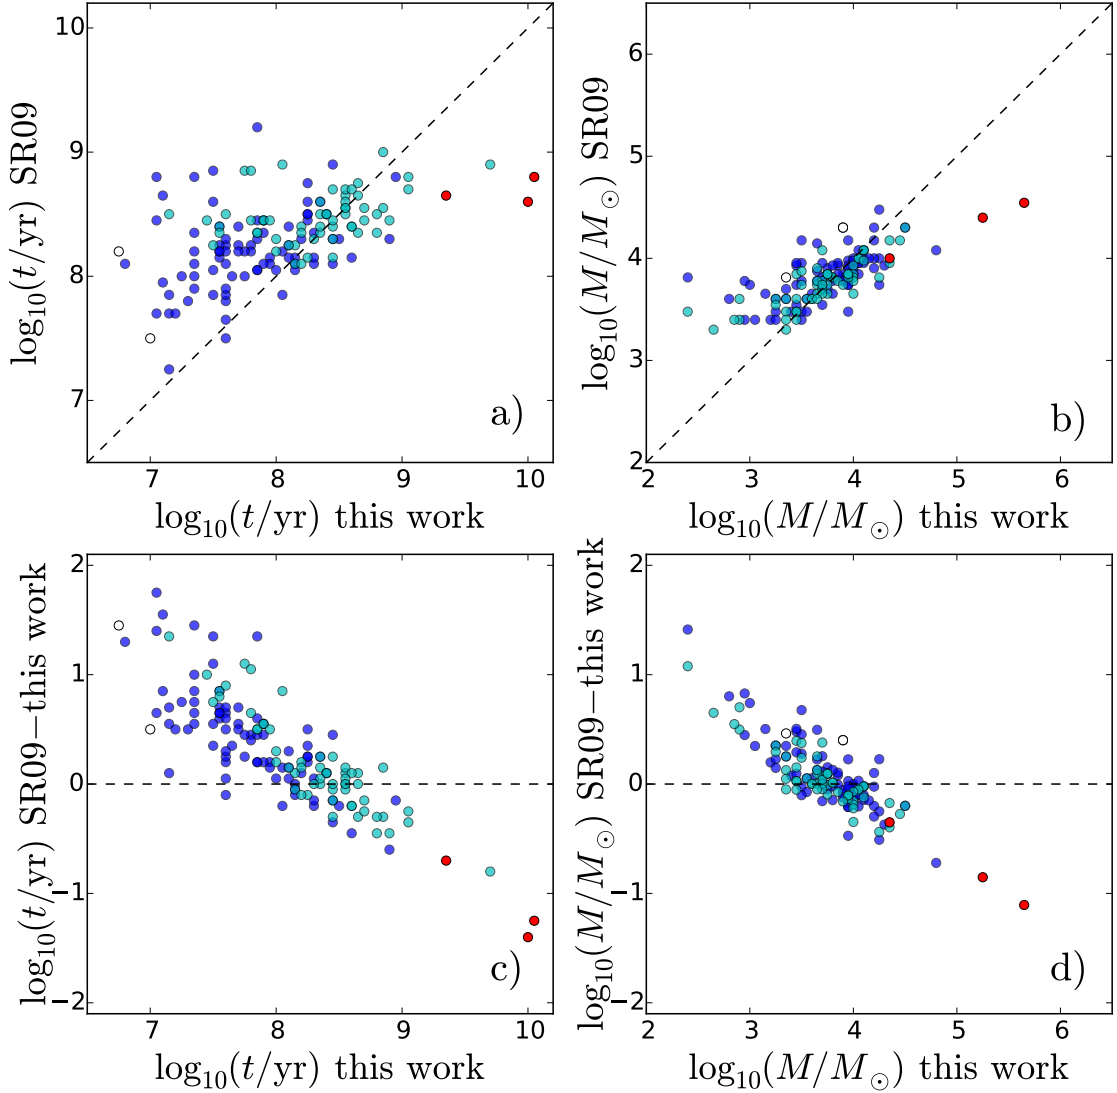 log₁₀(t/yr) SR09
10
9
8
7
a)
7 8 9 10
log₁₀(t/yr) this work
log₁₀(M/M⊙) SR09
6
5
4
3
2
b)
2 3 4 5 6
log₁₀(M/M⊙) this work
log₁₀(t/yr) SR09−this work
2
1
0
−1
−2
c)
7 8 9 10
log₁₀(t/yr) this work
log₁₀(M/M⊙) SR09−this work
2
1
0
−1
−2
d)
2 3 4 5 6
log₁₀(M/M⊙) this work